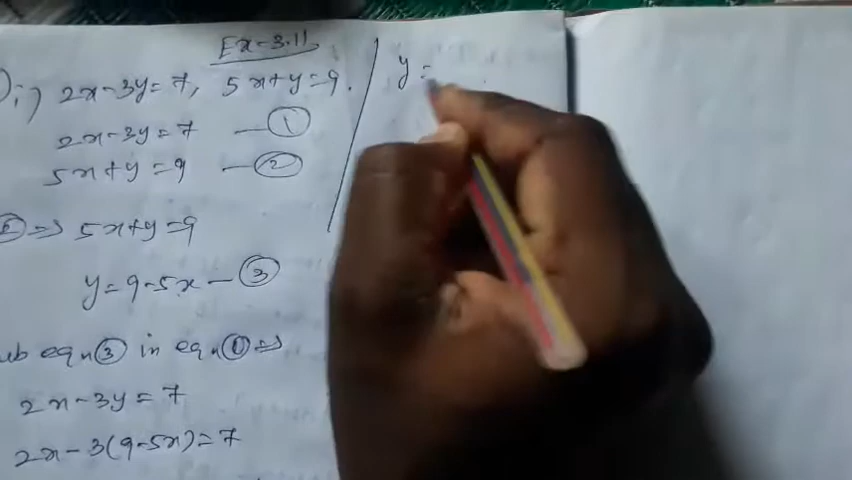 Ex-3.11
i) 2x-3y=7, 5x+y=9.
2x-3y=7 —①
5x+y=9 —②
② ⇒ 5x+y=9
y=9-5x —③
sub eqn ③ in eqn ① ⇒
2x-3y=7
2x-3(9-5x)=7
y=